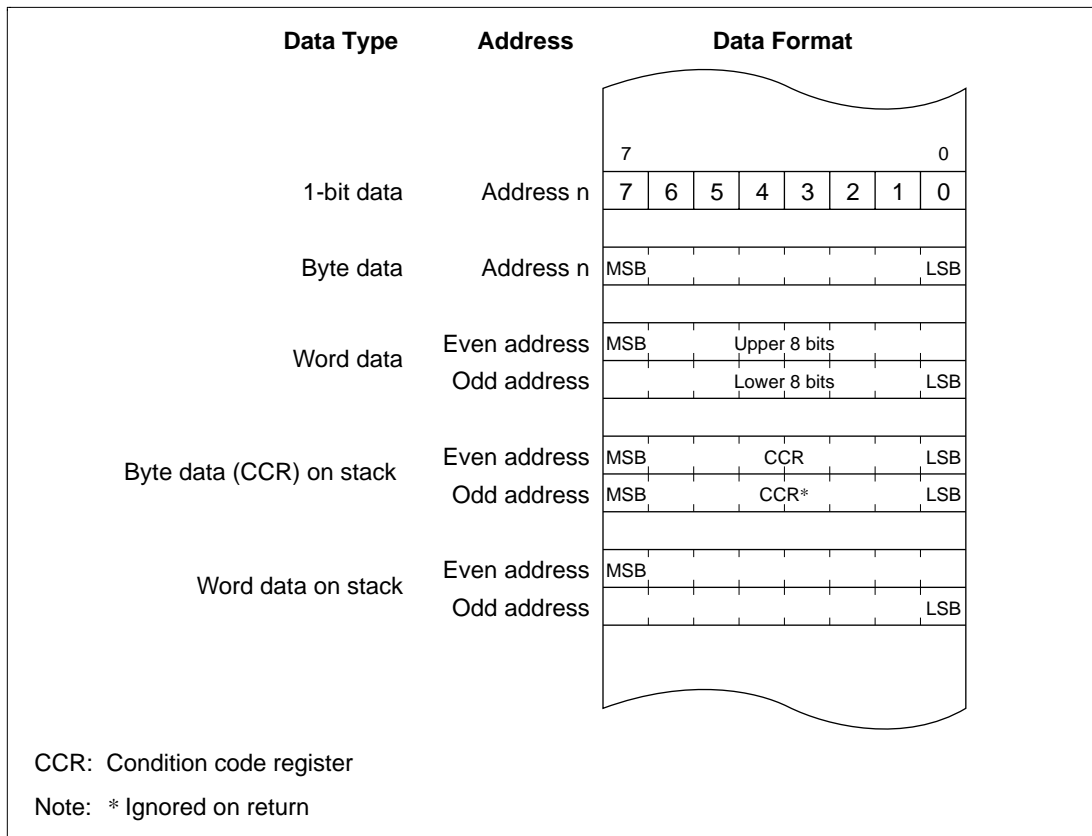 Data Type Address Data Format
7 0
1-bit data Address n 7 6 5 4 3 2 1 0
Byte data Address n MSB LSB
Word data
Even address MSB Upper 8 bits
Odd address Lower 8 bits LSB
Byte data (CCR) on stack
Even address MSB CCR LSB
Odd address MSB CCR* LSB
Word data on stack
Even address MSB
Odd address LSB
CCR: Condition code register
Note: * Ignored on return